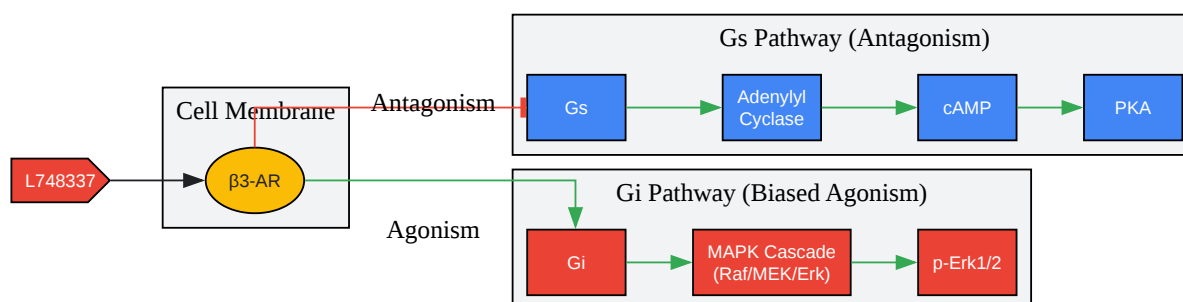 Gs Pathway (Antagonism)
Cell Membrane
Antagonism
Gs
Adenylyl
Cyclase
cAMP
PKA
L748337
β3-AR
Gi Pathway (Biased Agonism)
Agonism
Gi
MAPK Cascade
(Raf/MEK/Erk)
p-Erk1/2